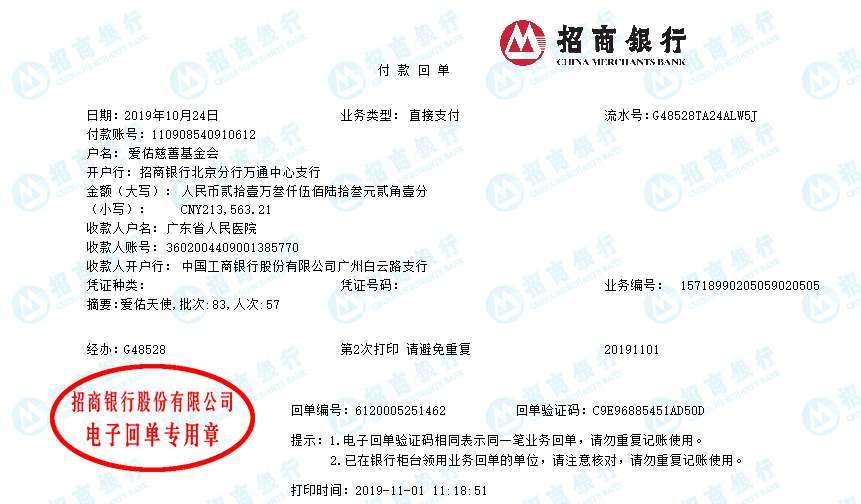 招商银行
CHINA MERCHANTS BANK
付款回单
日期：2019年10月24日 业务类型：直接支付 流水号：G48528TA24ALW5J
付款账号：110908540910612
户名：爱佑慈善基金会
开户行：招商银行北京分行万通中心支行
金额（大写）：人民币贰拾壹万叁仟伍佰陆拾叁元贰角壹分
（小写）：CNY213,563.21
收款人户名：广东省人民医院
收款人账号：3602004409001385770
收款人开户行：中国工商银行股份有限公司广州白云路支行
凭证种类： 凭证号码： 业务编号：15718990205059020505
摘要：爱佑天使,批次:83,人次:57
经办：G48528 第2次打印 请避免重复 20191101
招商银行股份有限公司
电子回单专用章
回单编号：6120005251462 回单验证码：C9E96885451AD50D
提示：1.电子回单验证码相同表示同一笔业务回单，请勿重复记账使用。
2.已在银行柜台领用业务回单的单位，请注意核对，请勿重复记账使用。
打印时间：2019-11-01 11:18:51